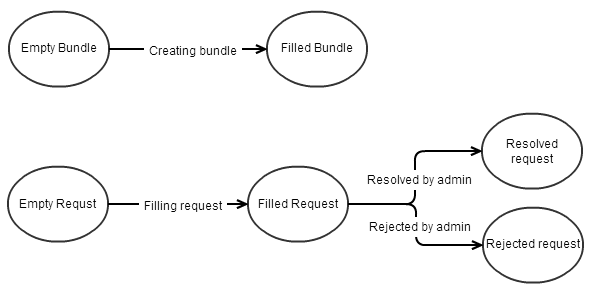 Empty Bundle
Creating bundle
Filled Bundle
Empty Requst
Filling request
Filled Request
Resolved by admin
Resolved
request
Rejected by admin
Rejected request